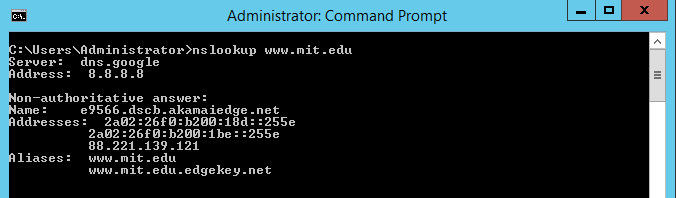 Administrator: Command Prompt
C:\Users\Administrator>nslookup www.mit.edu
Server:  dns.google
Address:  8.8.8.8
Non-authoritative answer:
Name:    e9566.dscb.akamaiedge.net
Addresses:  2a02:26f0:b200:18d::255e
2a02:26f0:b200:1be::255e
88.221.139.121
Aliases:  www.mit.edu
www.mit.edu.edgekey.net